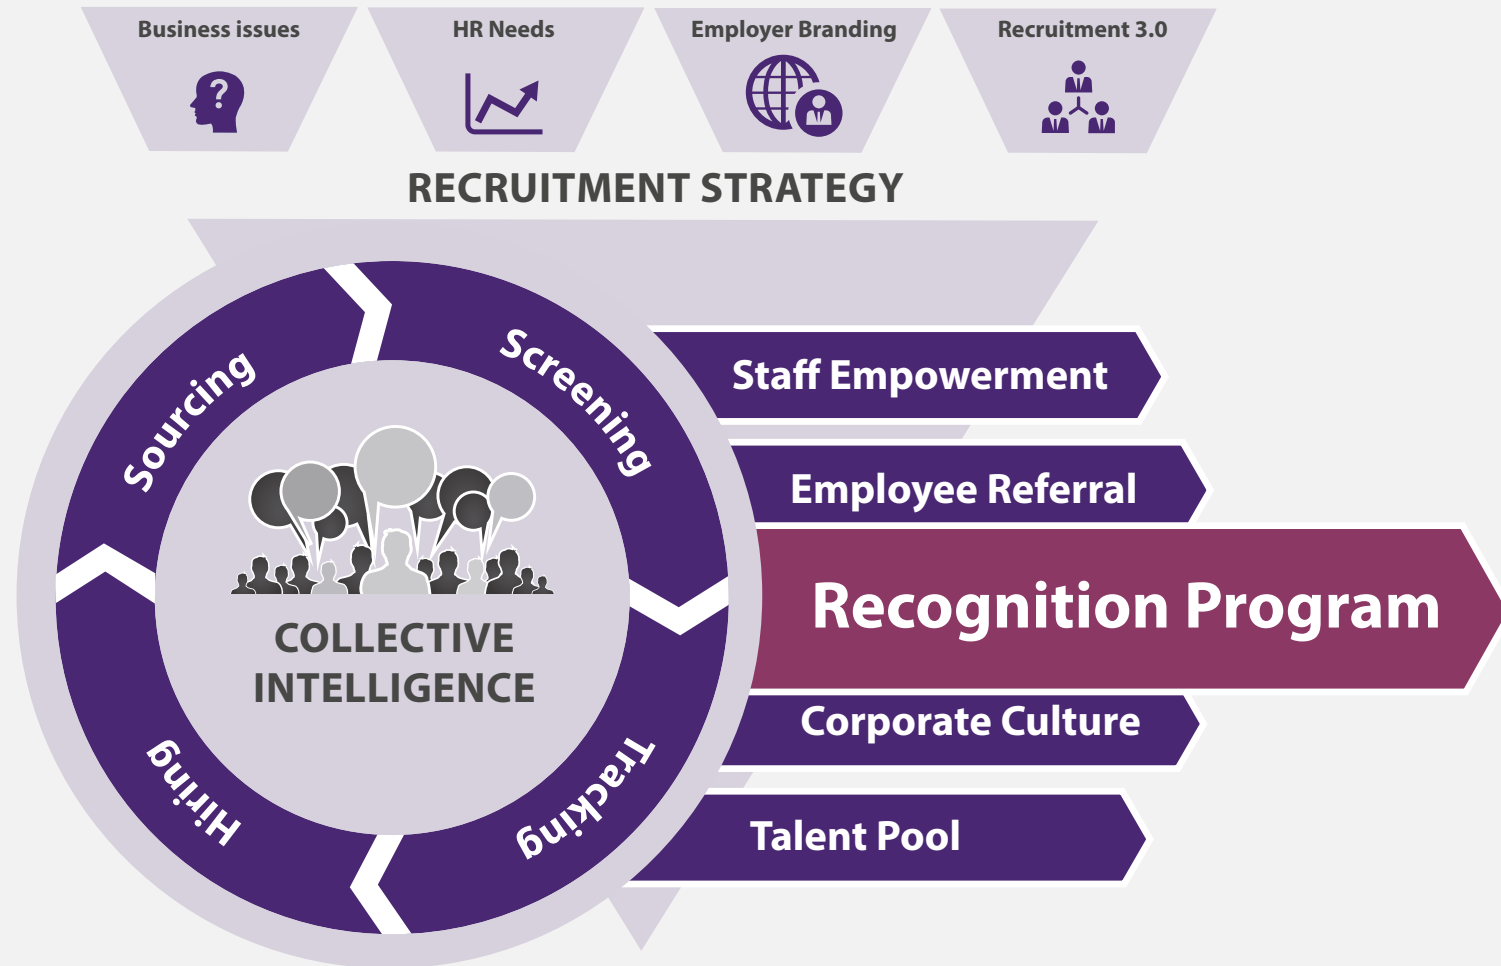 Business issues
HR Needs
Employer Branding
Recruitment 3.0
?
RECRUITMENT STRATEGY
Sourcing
Screening
Tracking
Hiring
COLLECTIVE
INTELLIGENCE
Staff Empowerment
Employee Referral
Recognition Program
Corporate Culture
Talent Pool